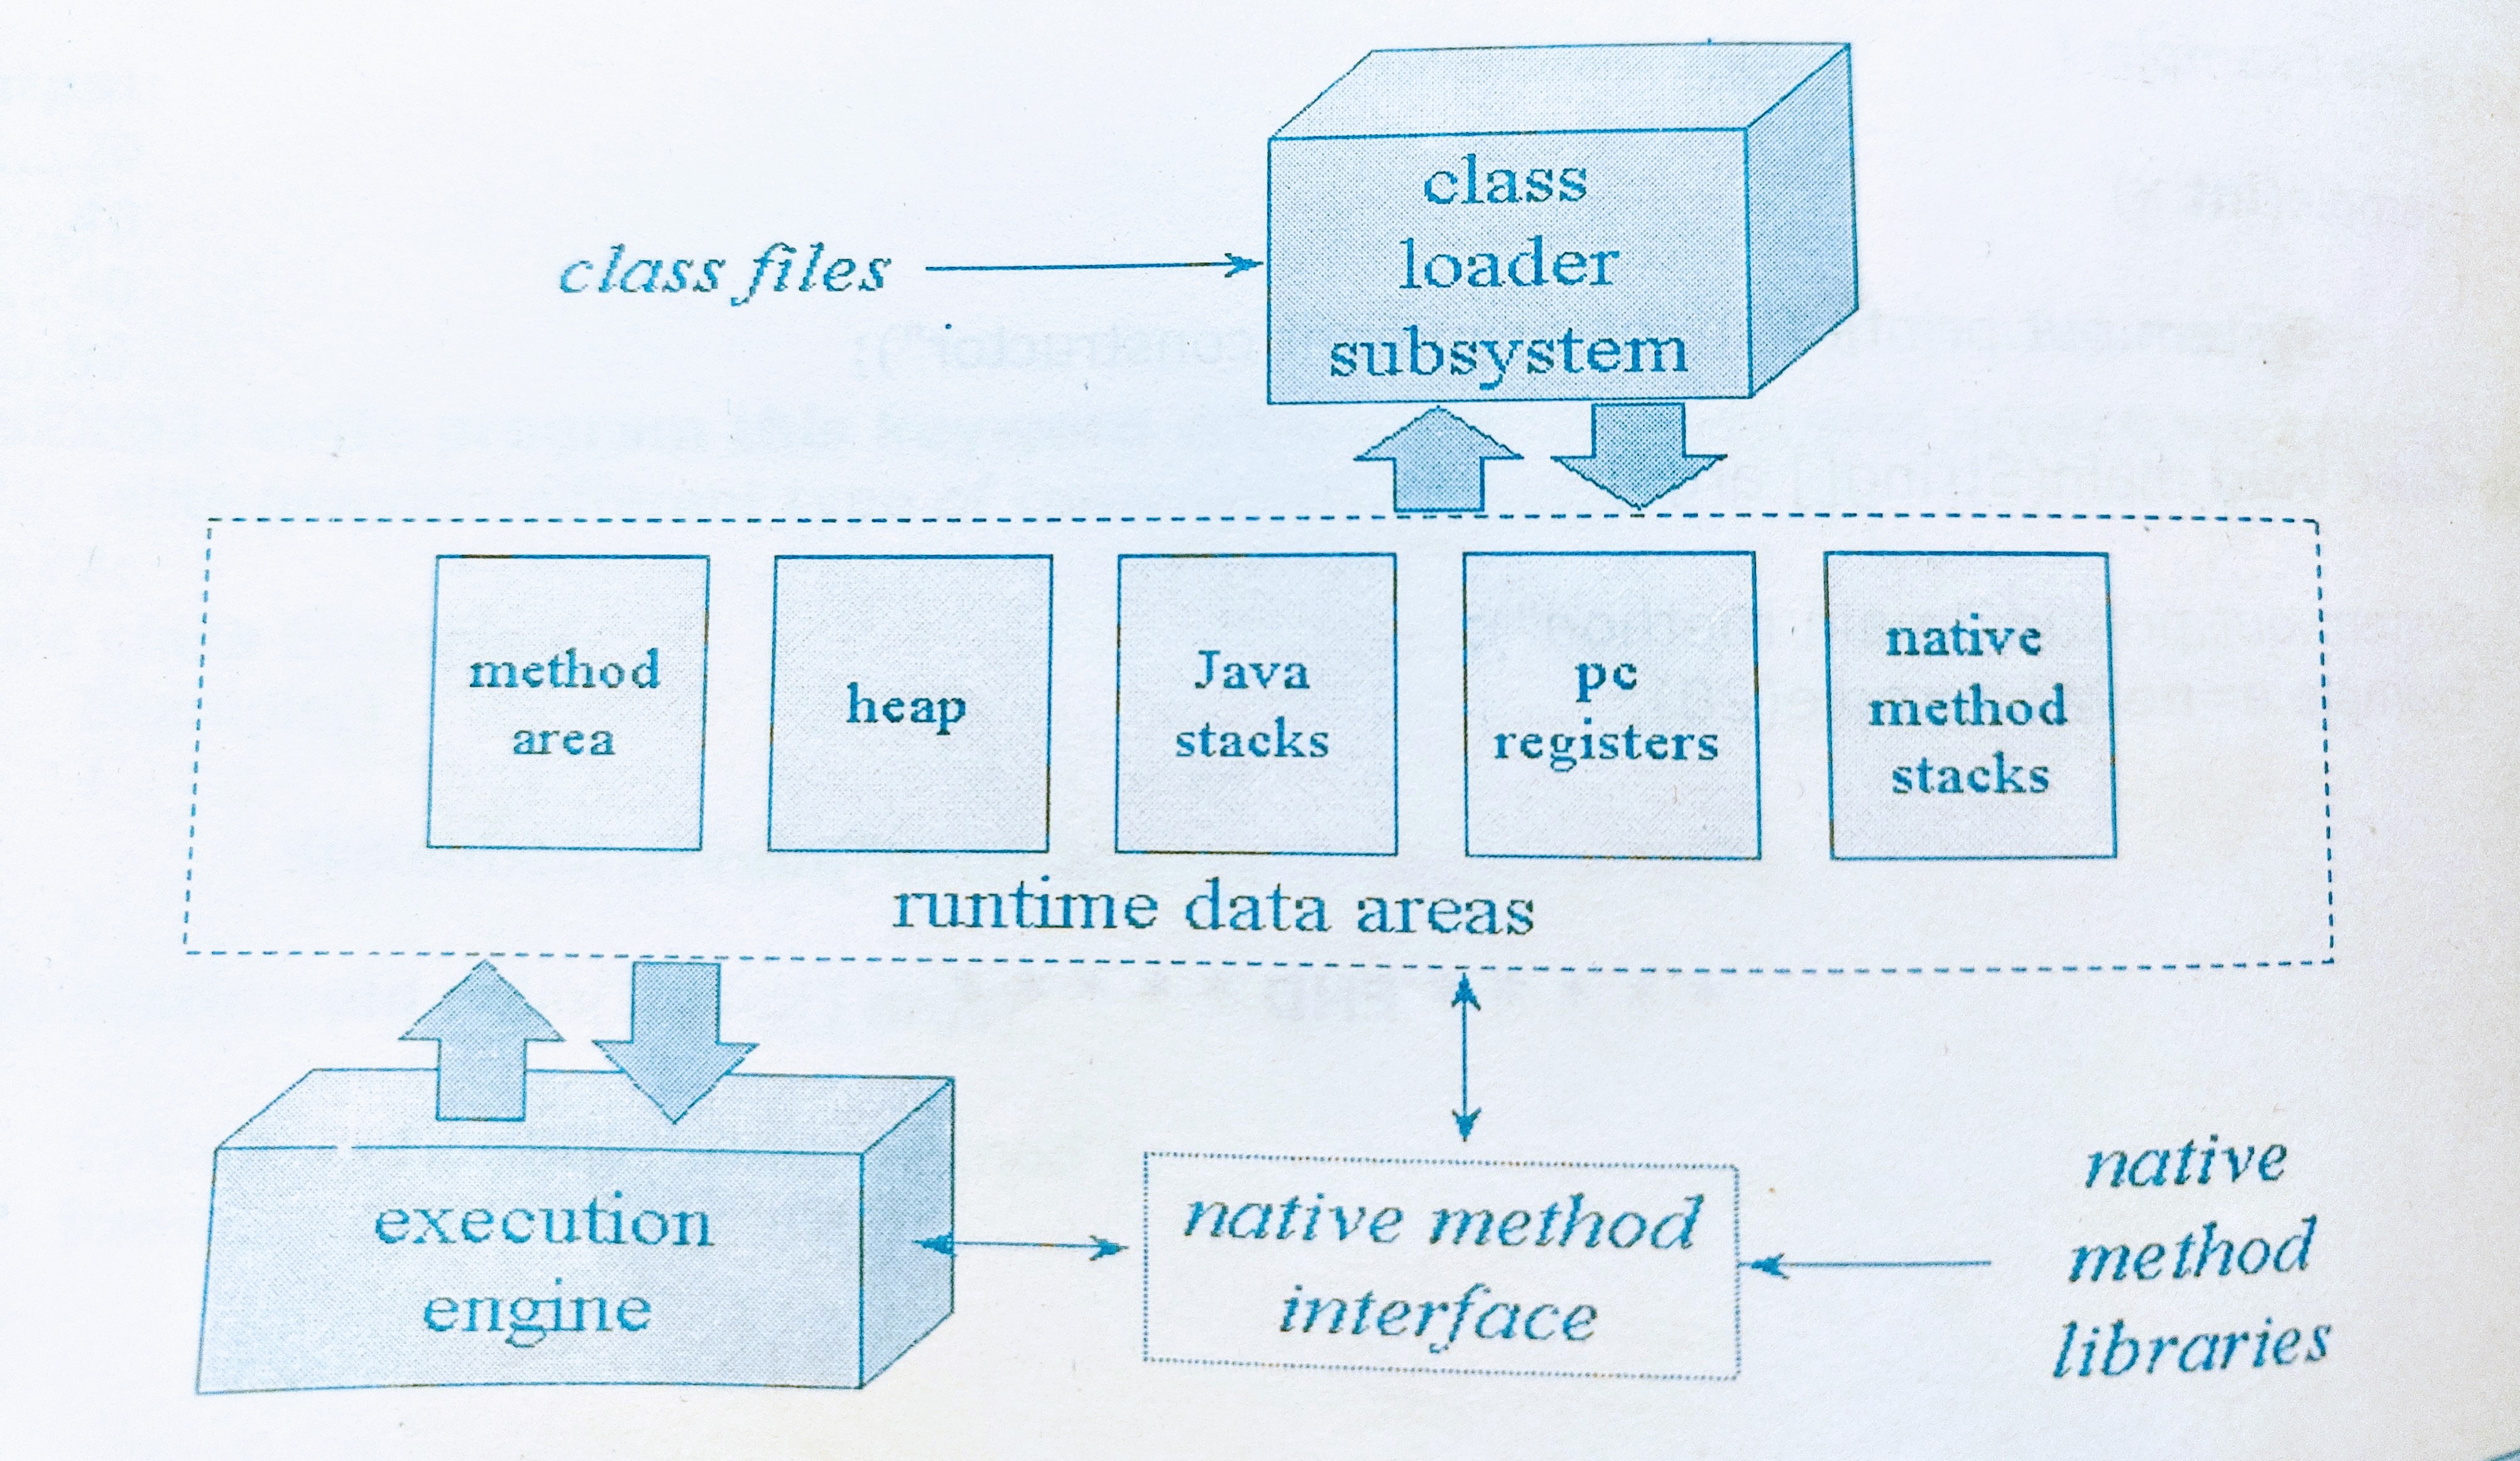 class
loader
subsystem
class files
method
area
heap
Java
stacks
pc
registers
native
method
stacks
runtime data areas
execution
engine
native method
interface
native
method
libraries